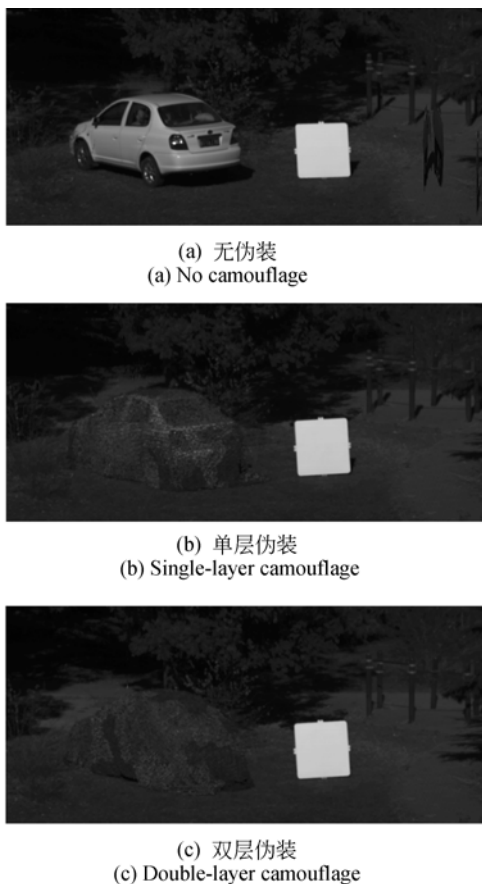 (a) 无伪装
(a) No camouflage
(b) 单层伪装
(b) Single-layer camouflage
(c) 双层伪装
(c) Double-layer camouflage